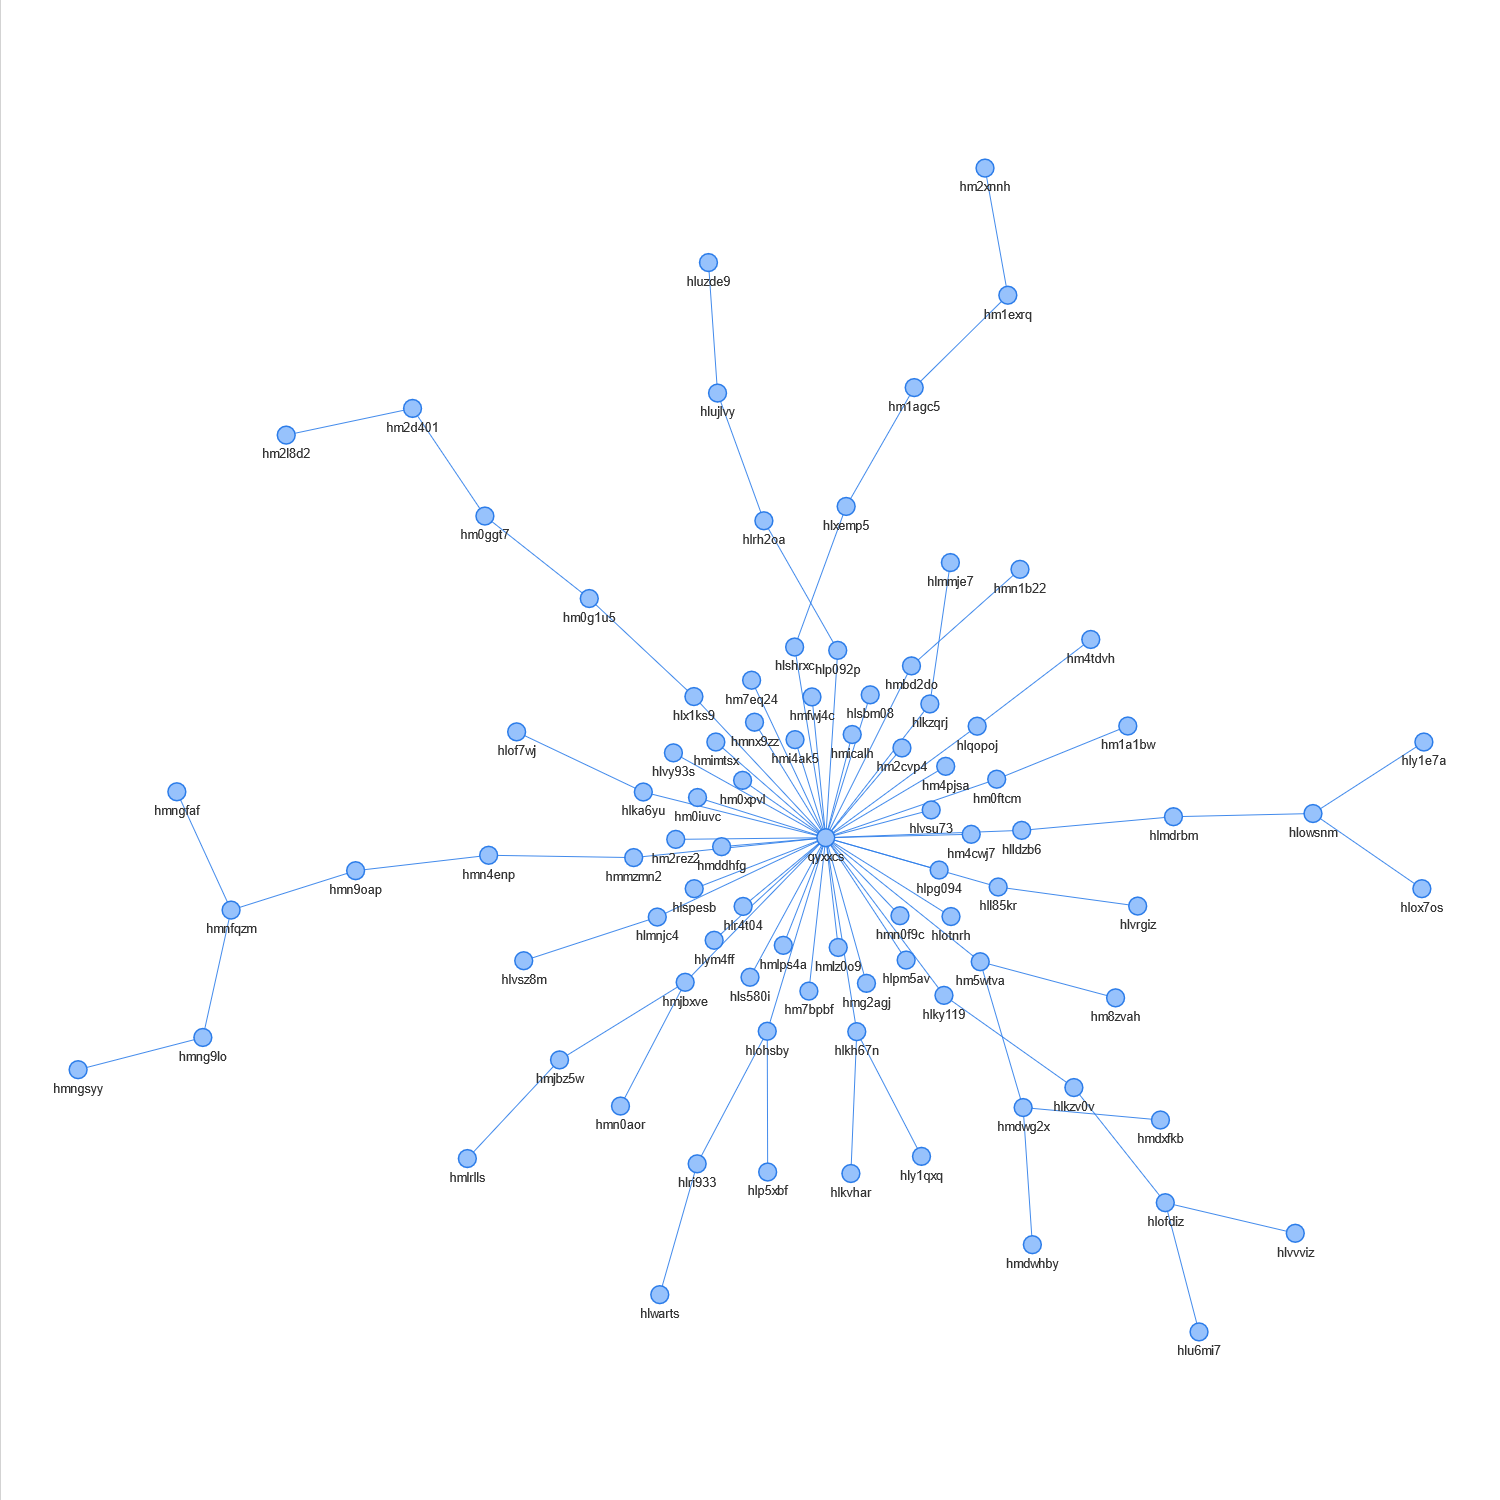 hm2xnnh
hluzde9
hm1exrq
hlujlvy
hm1agc5
hm2d401
hm2l8d2
hlxemp5
hm0ggt7
hlrh2oa
hlmmje7
hmn1b22
hm0g1u5
hm4tdvh
hlshrxc
hlp092p
hmbd2do
hm7eq24
hlx1ks9
hmfwj4c
hlsbm08
hlkzqrj
hmnx9zz
hlqopoj
hm1a1bw
hlof7wj
hmimtsx
hmi4ak5
hmicalh
hm2cvp4
hly1e7a
hlvy93s
hm4pjsa
hm0xpvl
hm0ftcm
hmngfaf
hlka6yu
hm0iuvc
hlvsu73
hlmdrbm
hlowsnm
hlldzb6
hm4cwj7
qyxxcs
hm2rez2
hmddhfg
hmn4enp
hmmzmn2
hmn9oap
hlpg094
hll85kr
hlspesb
hlox7os
hmnfqzm
hlvrgiz
hlr4t04
hmn0f9c
hlotnrh
hlmnjc4
hlym4ff
hmlps4a
hmlz0o9
hlvsz8m
hlpm5av
hm5wtva
hmjbxve
hls580i
hm7bpbf
hmg2agj
hlky119
hm8zvah
hlohsby
hlkh67n
hmng9lo
hmjbz5w
hmngsyy
hlkzv0v
hmn0aor
hmdwg2x
hmdxfkb
hmlrlls
hly1qxq
hlri933
hlp5xbf
hlkvhar
hlofdiz
hlvvviz
hmdwhby
hlwarts
hlu6mi7